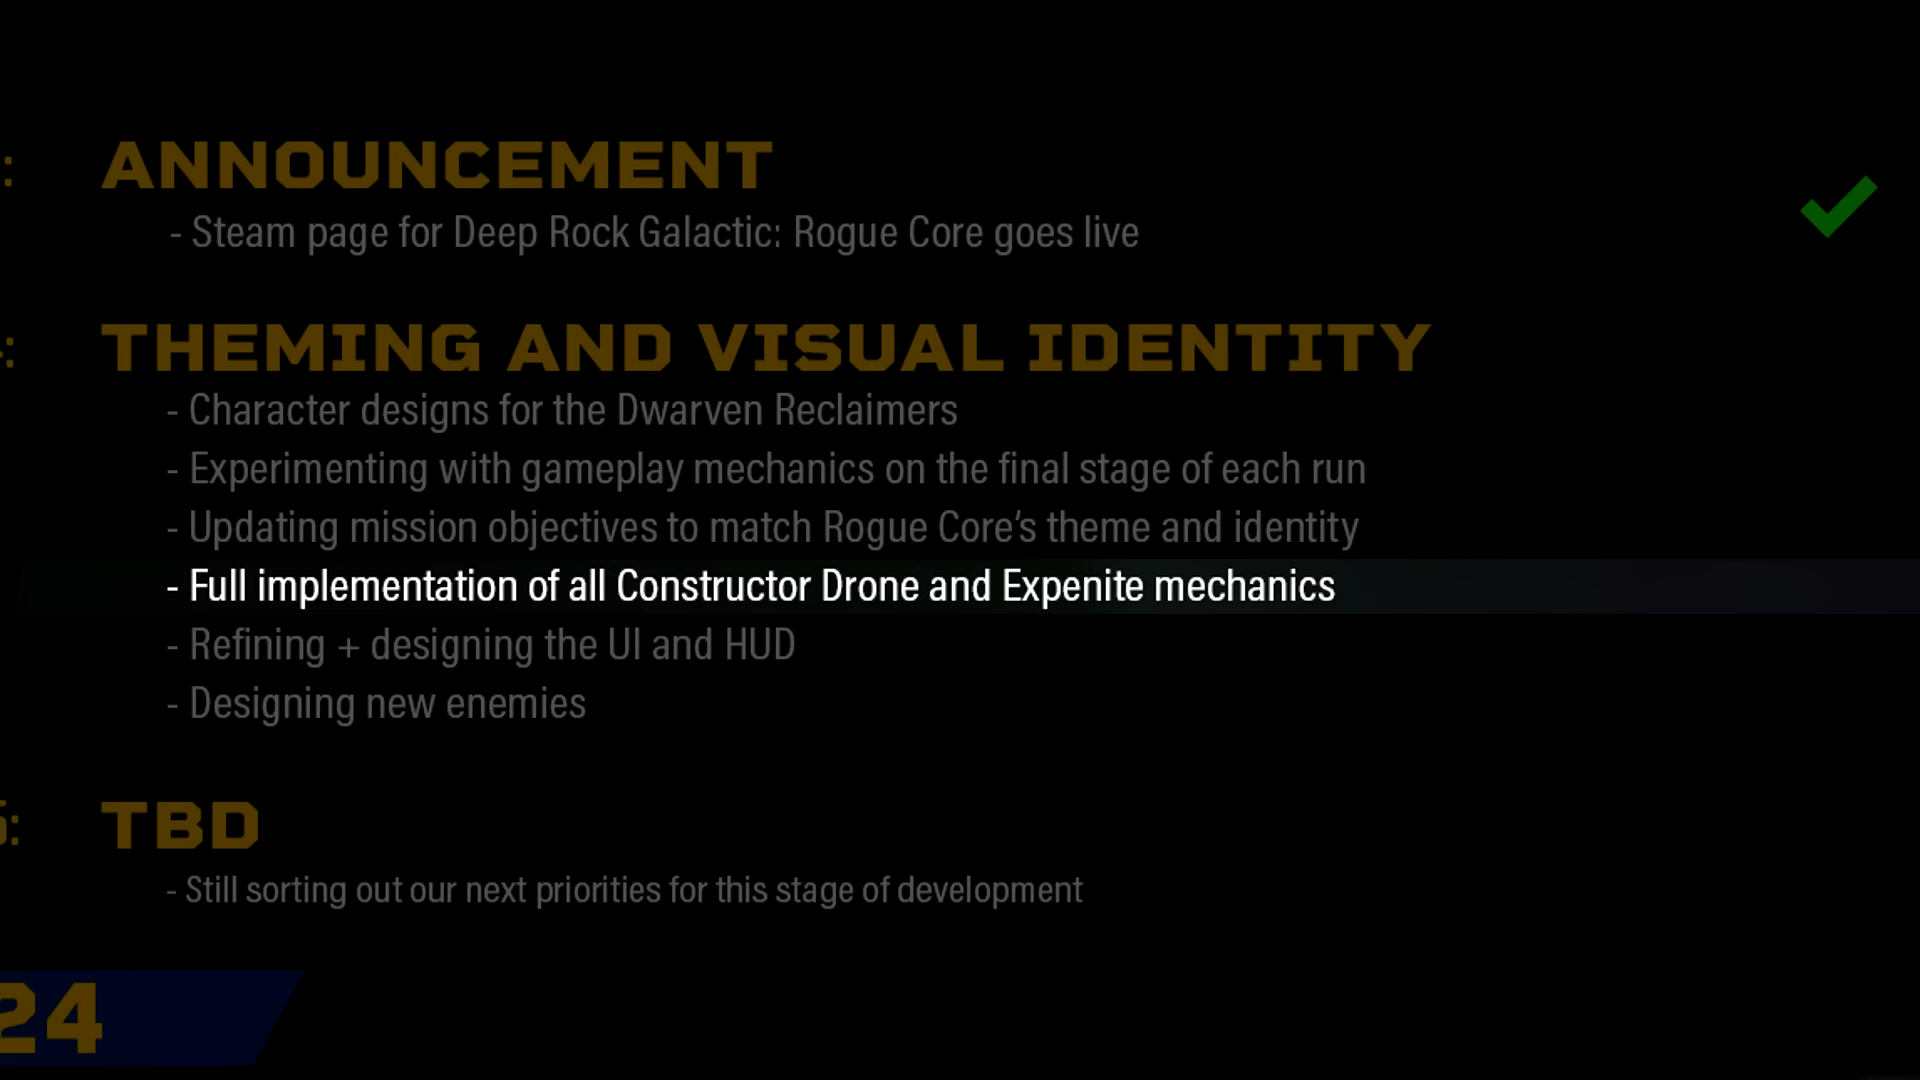 : ANNOUNCEMENT
- Steam page for Deep Rock Galactic: Rogue Core goes live
: THEMING AND VISUAL IDENTITY
- Character designs for the Dwarven Reclaimers
- Experimenting with gameplay mechanics on the final stage of each run
- Updating mission objectives to match Rogue Core’s theme and identity
- Full implementation of all Constructor Drone and Expenite mechanics
- Refining + designing the UI and HUD
- Designing new enemies
5: TBD
- Still sorting out our next priorities for this stage of development
24